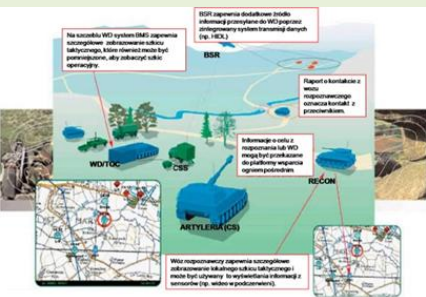 BSR zapewnia dodatkowe źródło
informacji przesyłane do WD poprzez
zintegrowany system transmisji danych
(np. HIDL)
Na szczeblu WD system BMS zapewnia
szczegółowe zobrazowanie szkicu
taktycznego, które również może być
pomniejszone, aby zobaczyć szkic
operacyjny.
BSR
Raport o kontakcie z
wozu
rozpoznawczego
oznacza kontakt z
przeciwnikiem.
Informacje o celu z
rozpoznania lub WD
mogą być przekazane
do platformy wsparcia
ogniem pośrednim.
WD/TOC
CSS
RECON
ARTYLERIA (CS)
Wóz rozpoznawczy zapewnia szczegółowe
zobrazowanie lokalnego szkicu taktycznego i
może być używany to wyświetlania informacji z
sensorów (np. wideo w podczerwieni).